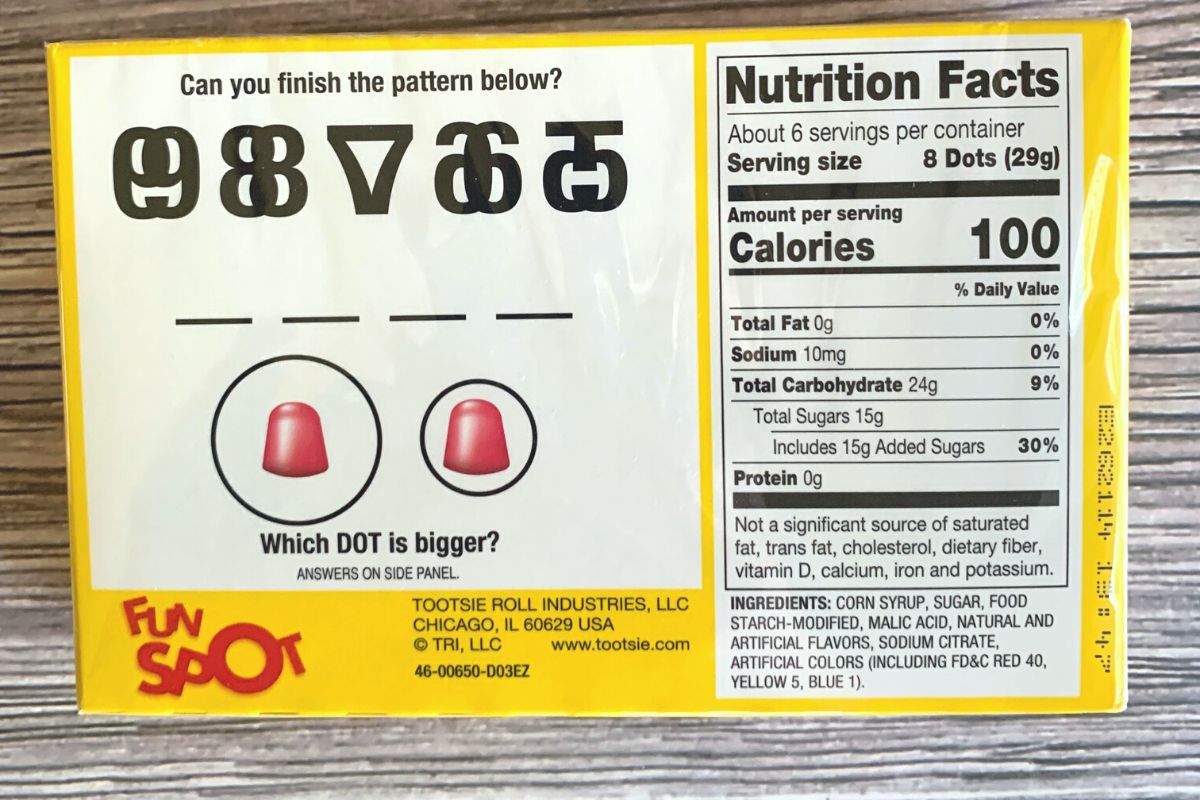 Can you finish the pattern below?
Which DOT is bigger?
ANSWERS ON SIDE PANEL.
FUN
SPOT
TOOTSIE ROLL INDUSTRIES, LLC
CHICAGO, IL 60629 USA
© TRI, LLC www.tootsie.com
46-00650-D03EZ
Nutrition Facts
About 6 servings per container
Serving size 8 Dots (29g)
Amount per serving
Calories 100
% Daily Value
Total Fat 0g 0%
Sodium 10mg 0%
Total Carbohydrate 24g 9%
Total Sugars 15g
Includes 15g Added Sugars 30%
Protein 0g
Not a significant source of saturated
fat, trans fat, cholesterol, dietary fiber,
vitamin D, calcium, iron and potassium.
INGREDIENTS: CORN SYRUP, SUGAR, FOOD
STARCH-MODIFIED, MALIC ACID, NATURAL AND
ARTIFICIAL FLAVORS, SODIUM CITRATE,
ARTIFICIAL COLORS (INCLUDING FD&C RED 40,
YELLOW 5, BLUE 1).